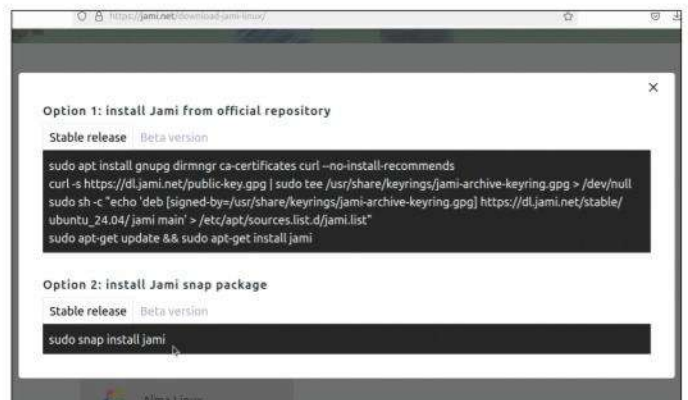 https://jami.net/download-jami-linux/
Option 1: install Jami from official repository
Stable release Beta version
sudo apt install gnupg dirmngr ca-certificates curl --no-install-recommends
curl -s https://dl.jami.net/public-key.gpg | sudo tee /usr/share/keyrings/jami-archive-keyring.gpg > /dev/null
sudo sh -c "echo 'deb [signed-by=/usr/share/keyrings/jami-archive-keyring.gpg] https://dl.jami.net/stable/
ubuntu_24.04/ jami main' > /etc/apt/sources.list.d/jami.list"
sudo apt-get update && sudo apt-get install jami
Option 2: install Jami snap package
Stable release Beta version
sudo snap install jami
Alma Linux